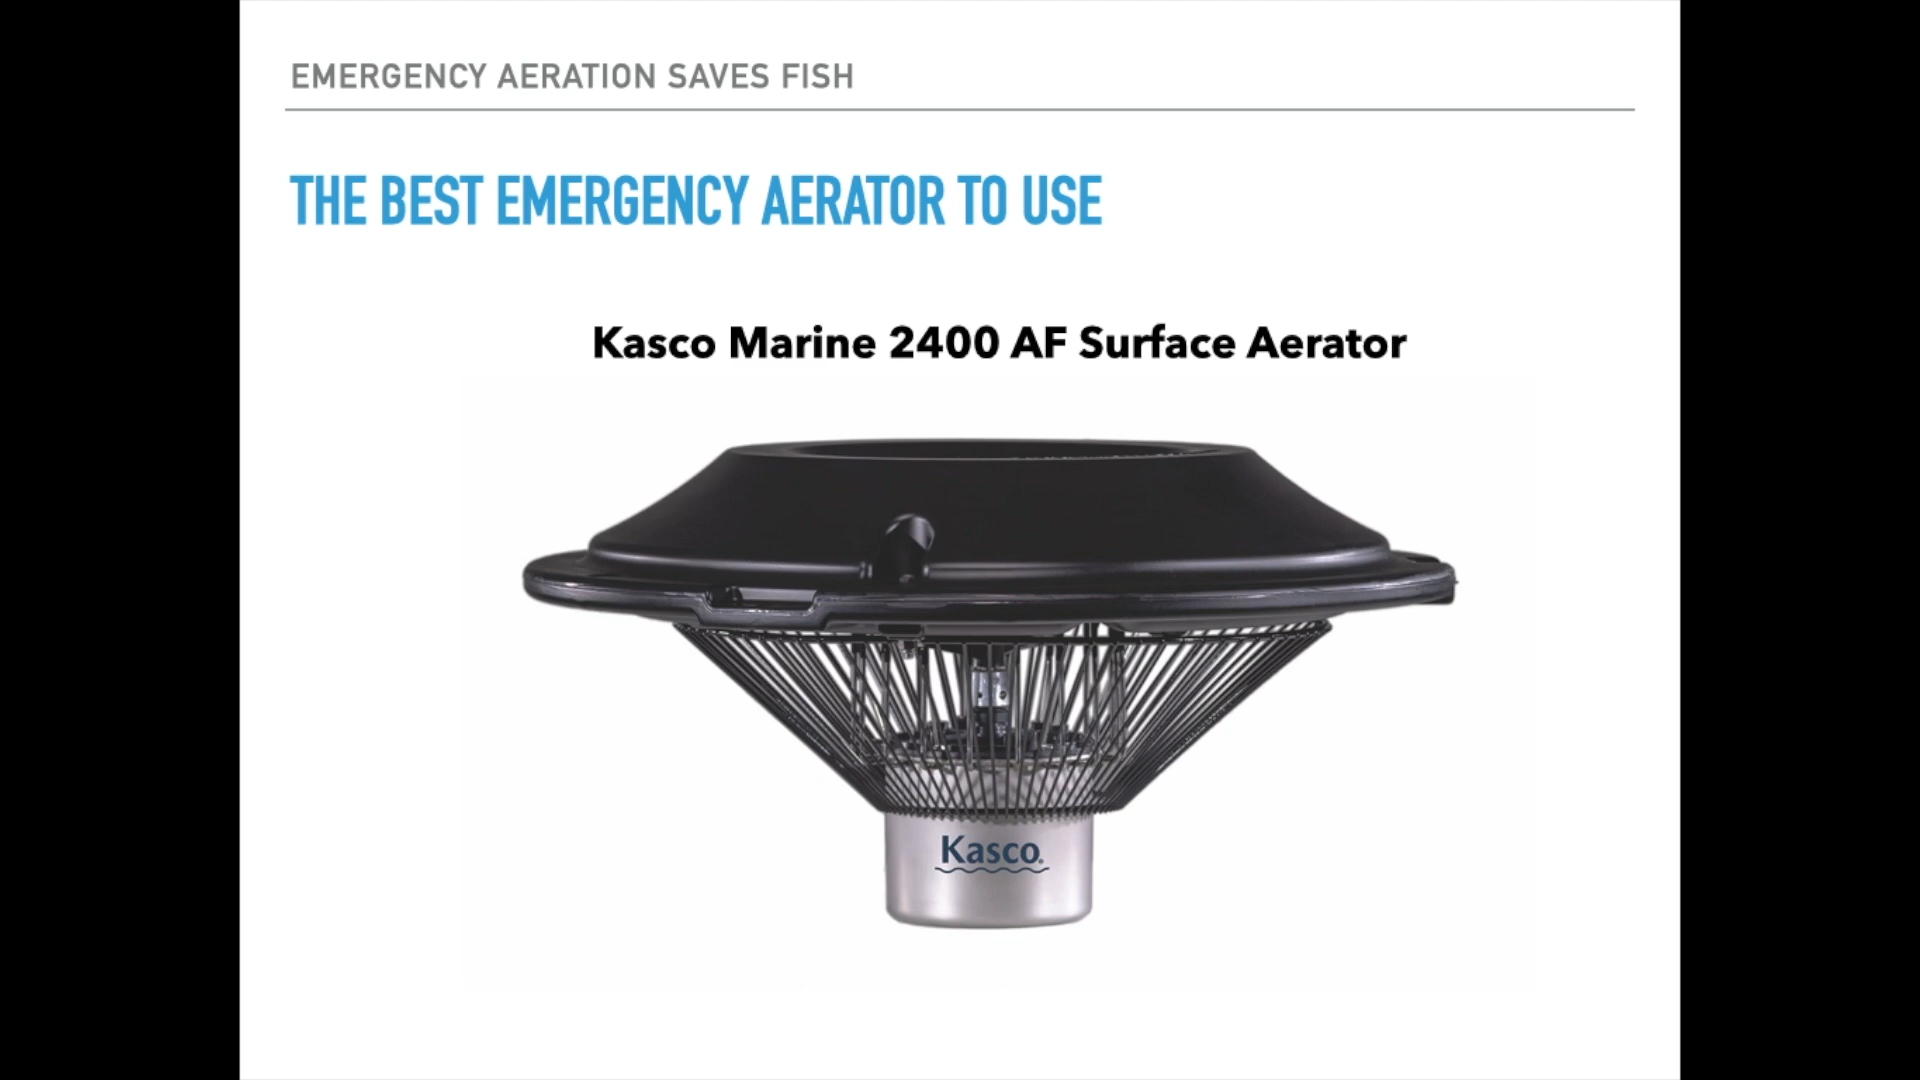 EMERGENCY AERATION SAVES FISH
THE BEST EMERGENCY AERATOR TO USE
Kasco Marine 2400 AF Surface Aerator
Kasco